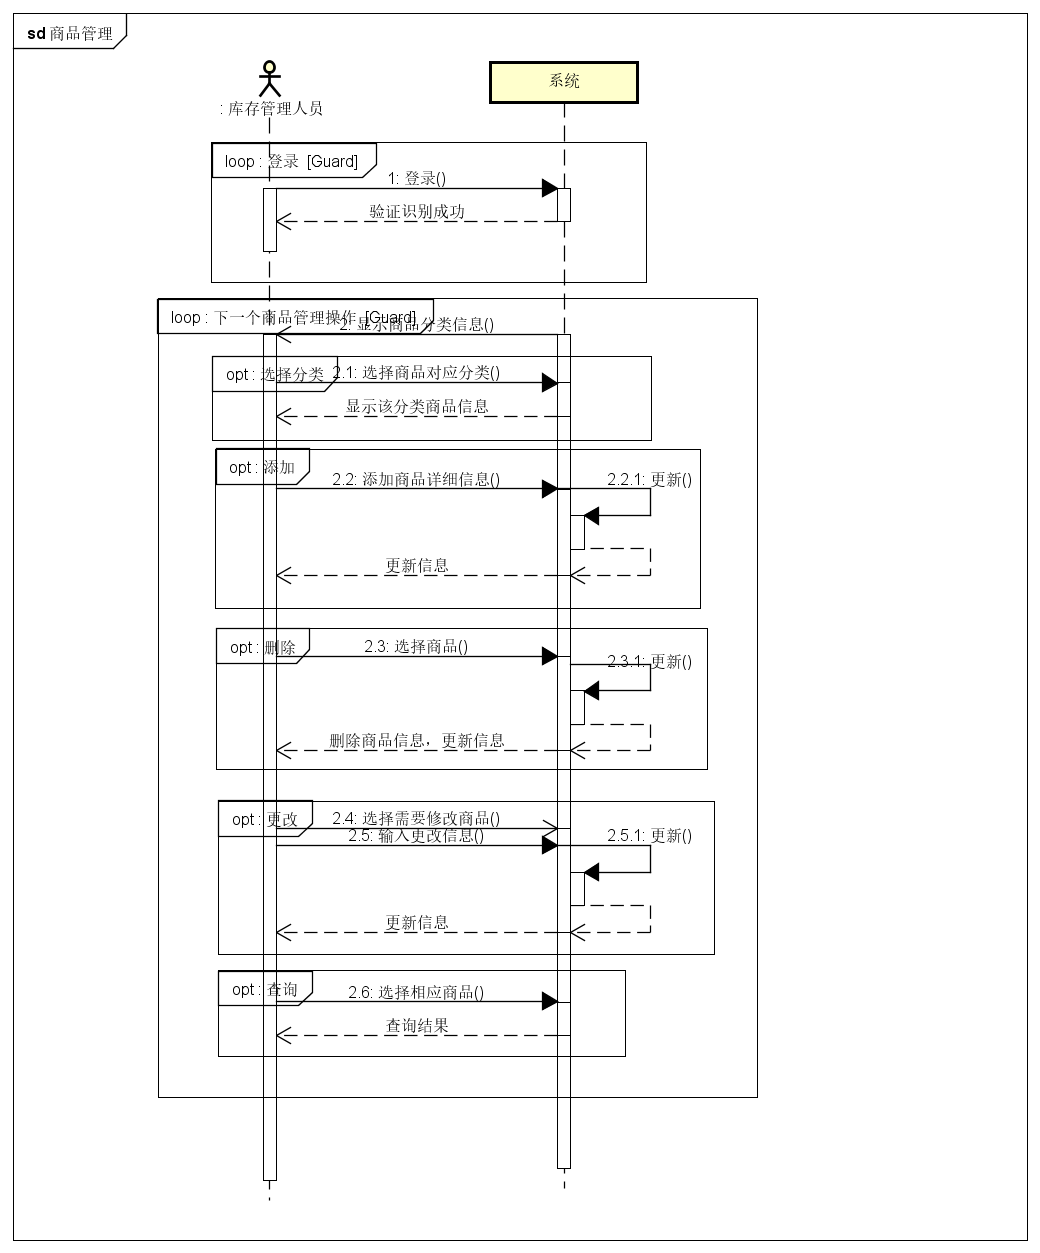 sd 商品管理
系统
: 库存管理人员
loop : 登录 [Guard]
1: 登录()
验证识别成功
loop : 下一个商品管理操作 [Guard]
2: 显示商品分类信息()
opt : 选择分类
2.1: 选择商品对应分类()
显示该分类商品信息
opt : 添加
2.2: 添加商品详细信息()
2.2.1: 更新()
更新信息
opt : 删除
2.3: 选择商品()
2.3.1: 更新()
删除商品信息，更新信息
opt : 更改
2.4: 选择需要修改商品()
2.5: 输入更改信息()
2.5.1: 更新()
更新信息
opt : 查询
2.6: 选择相应商品()
查询结果